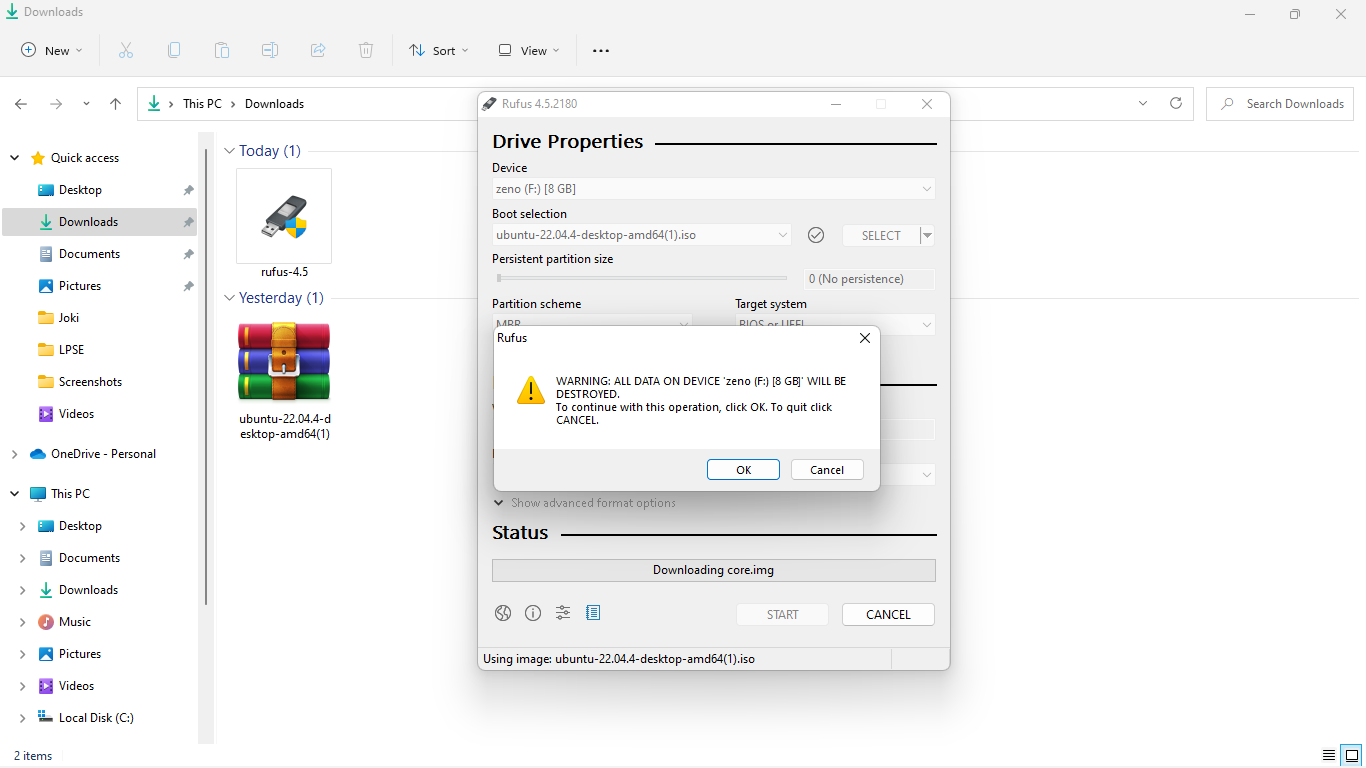 Downloads
New
Sort
View
This PC
Downloads
Search Downloads
Quick access
Desktop
Downloads
Documents
Pictures
Joki
LPSE
Screenshots
Videos
OneDrive - Personal
This PC
Desktop
Documents
Downloads
Music
Pictures
Videos
Local Disk (C:)
2 items
Today (1)
rufus-4.5
Yesterday (1)
ubuntu-22.04.4-d
esktop-amd64(1)
Rufus 4.5.2180
Drive Properties
Device
zeno (F:) [8 GB]
Boot selection
ubuntu-22.04.4-desktop-amd64(1).iso
SELECT
Persistent partition size
0 (No persistence)
Partition scheme
Target system
MBR
BIOS or UEFI
Rufus
WARNING: ALL DATA ON DEVICE 'zeno (F:) [8 GB]' WILL BE
DESTROYED.
To continue with this operation, click OK. To quit click
CANCEL.
OK
Cancel
Show advanced format options
Status
Downloading core.img
START
CANCEL
Using image: ubuntu-22.04.4-desktop-amd64(1).iso